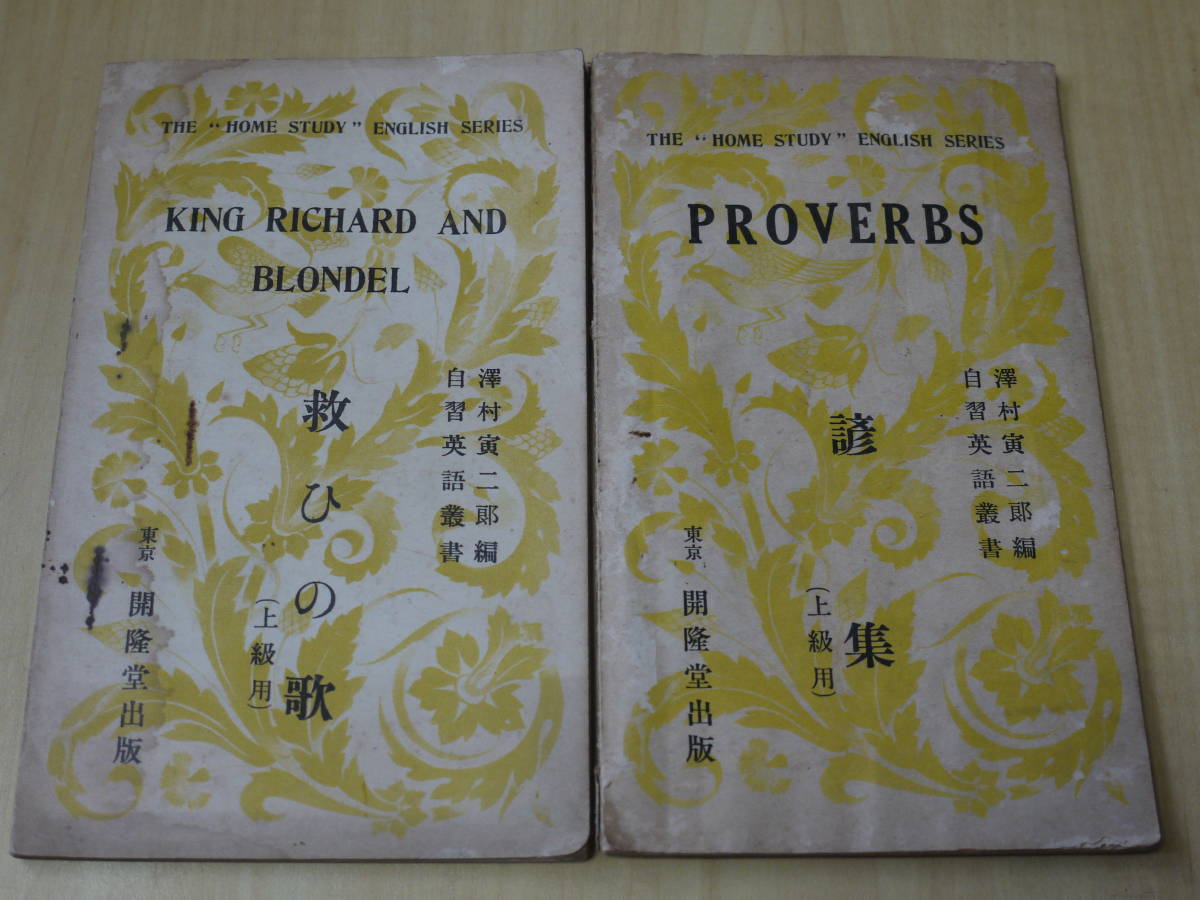 THE "HOME STUDY" ENGLISH SERIES
KING RICHARD AND
BLONDEL
澤村寅二郎編
自習英語叢書
救ひの歌
(上級用)
東京 開隆堂出版
THE "HOME STUDY" ENGLISH SERIES
PROVERBS
澤村寅二郎編
自習英語叢書
諺集
(上級用)
東京 開隆堂出版